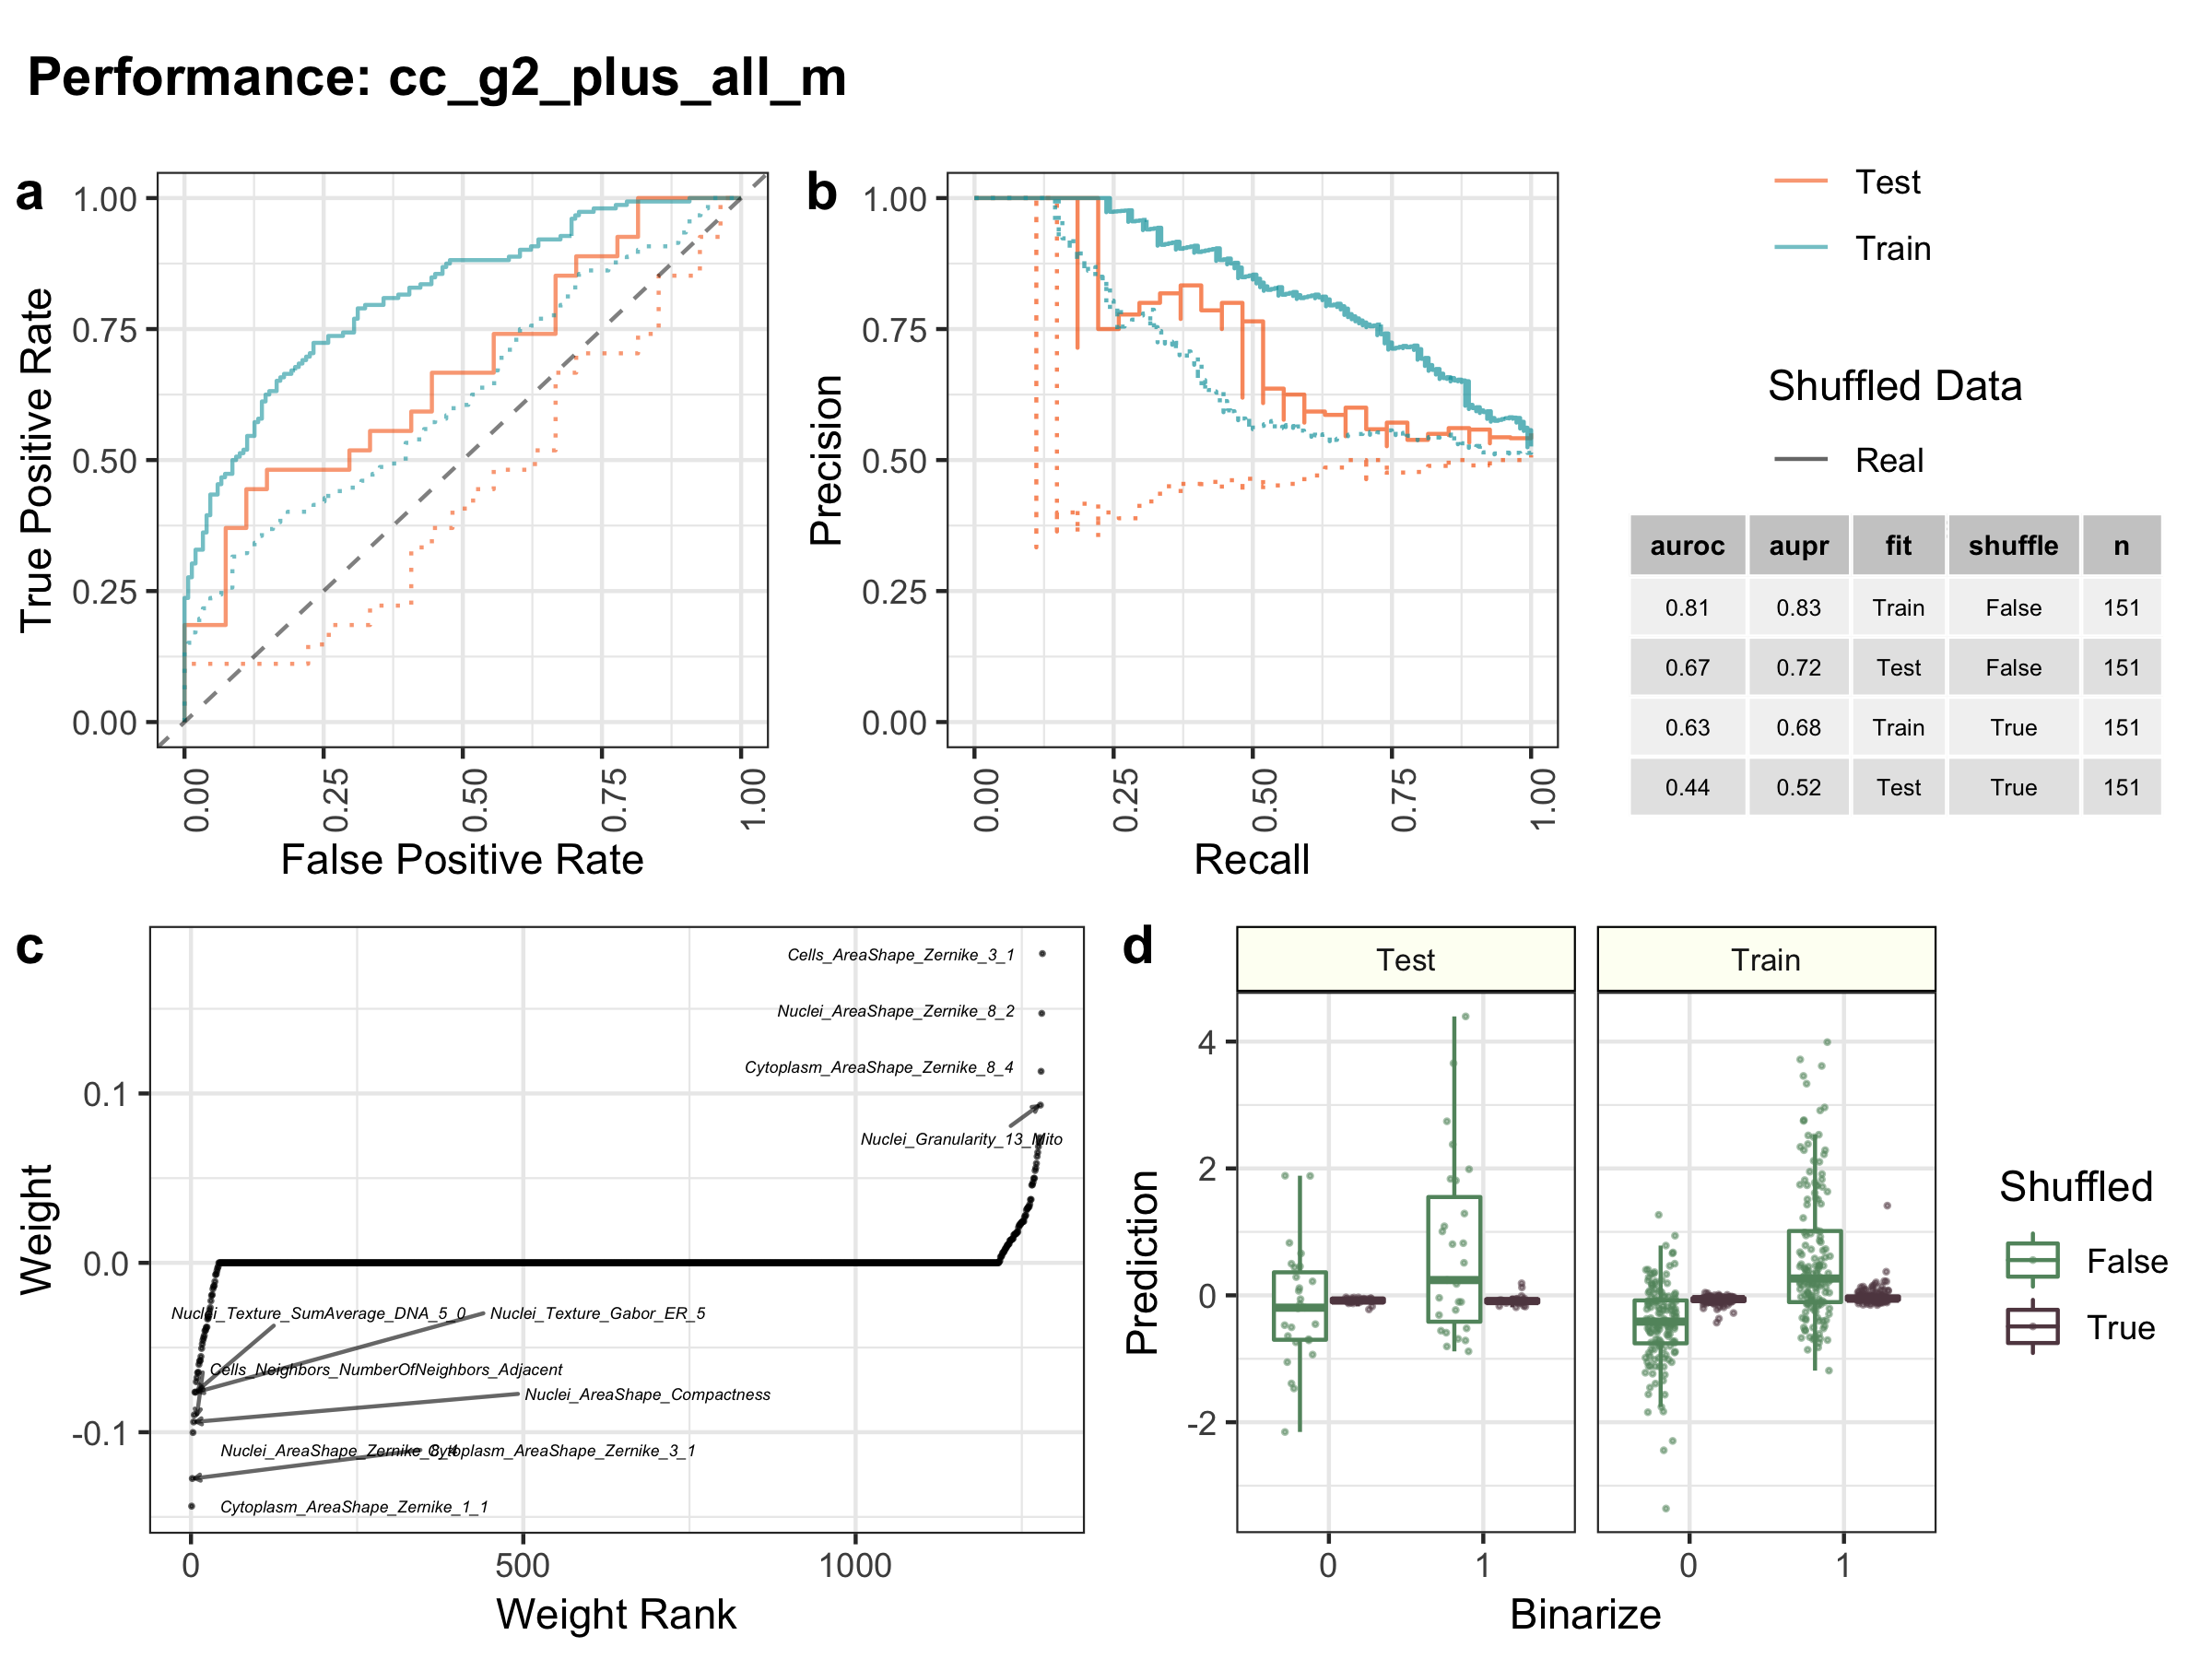 Performance: cc_g2_plus_all_m
a
1.00
0.75
0.50
0.25
0.00
True Positive Rate
0.00
0.25
0.50
0.75
1.00
False Positive Rate
b
1.00
0.75
0.50
0.25
0.00
Precision
0.00
0.25
0.50
0.75
1.00
Recall
Test
Train
Shuffled Data
Real
auroc aupr fit shuffle n
0.81 0.83 Train False 151
0.67 0.72 Test False 151
0.63 0.68 Train True 151
0.44 0.52 Test True 151
c
Cells_AreaShape_Zernike_3_1
Nuclei_AreaShape_Zernike_8_2
Cytoplasm_AreaShape_Zernike_8_4
Nuclei_Granularity_13_Mito
Nuclei_Texture_SumAverage_DNA_5_0
Nuclei_Texture_Gabor_ER_5
Cells_Neighbors_NumberOfNeighbors_Adjacent
Nuclei_AreaShape_Compactness
Nuclei_AreaShape_Zernike_8_4
Cytoplasm_AreaShape_Zernike_3_1
Cytoplasm_AreaShape_Zernike_1_1
0.1
0.0
-0.1
Weight
0
500
1000
Weight Rank
d
Test
Train
4
2
0
-2
Prediction
0
1
0
1
Binarize
Shuffled
False
True